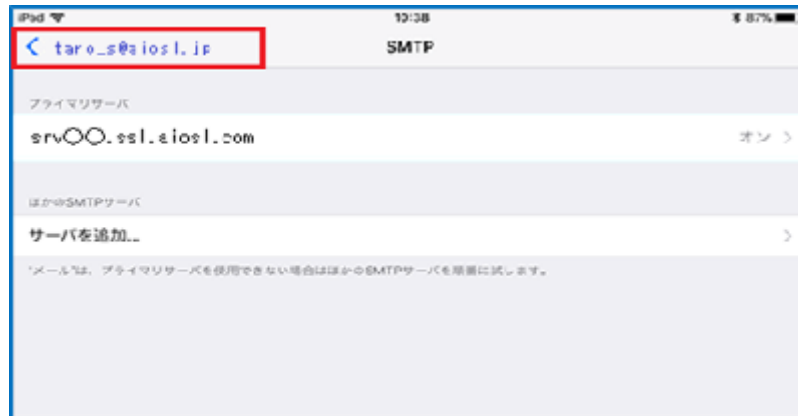 iPad 10:38 87%
taro_s@aiosl.jp SMTP
プライマリサーバ
srv○○.ssl.aiosl.com オン
ほかのSMTPサーバ
サーバを追加...
"メール"は、プライマリサーバを使用できない場合はほかのSMTPサーバを順番に試します。